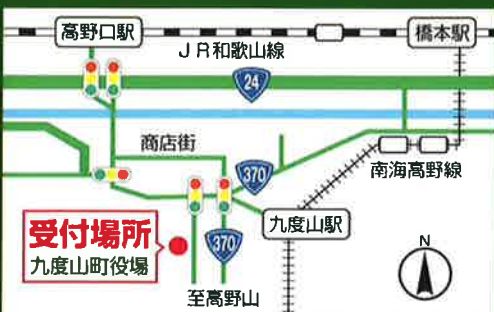 高野口駅
橋本駅
JR和歌山線
24
商店街
370
南海高野線
受付場所
九度山町役場
九度山駅
370
至高野山
N